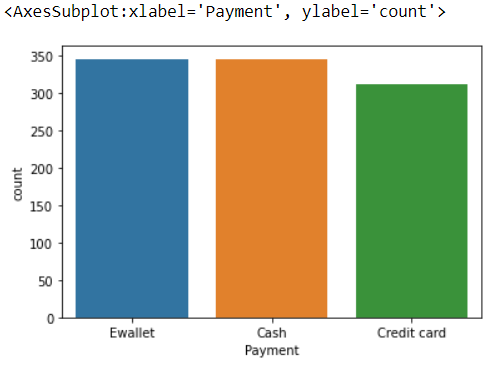 <AxesSubplot:xlabel='Payment', ylabel='count'>
350
300
250
200
150
100
50
0
count
Ewallet Cash Credit card
Payment